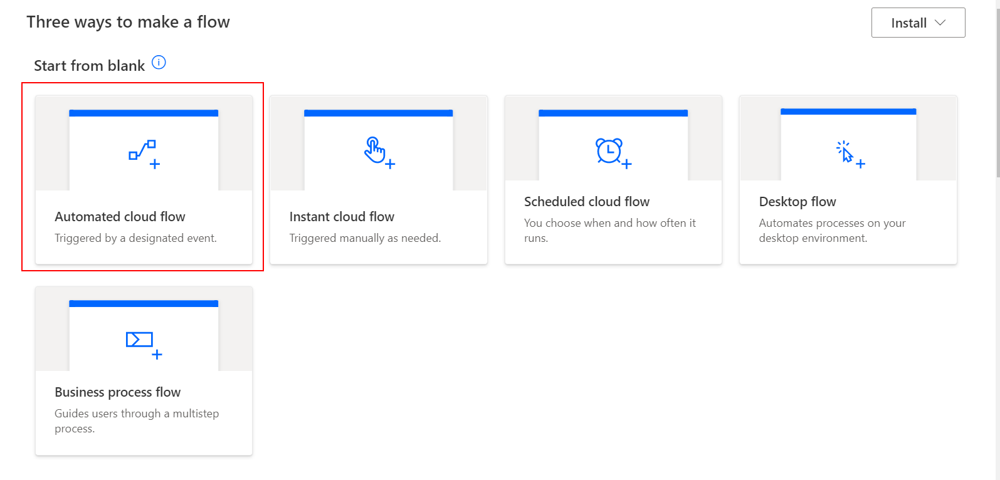 Three ways to make a flow
Install
Start from blank
Automated cloud flow
Triggered by a designated event.
Instant cloud flow
Triggered manually as needed.
Scheduled cloud flow
You choose when and how often it
runs.
Desktop flow
Automates processes on your
desktop environment.
Business process flow
Guides users through a multistep
process.